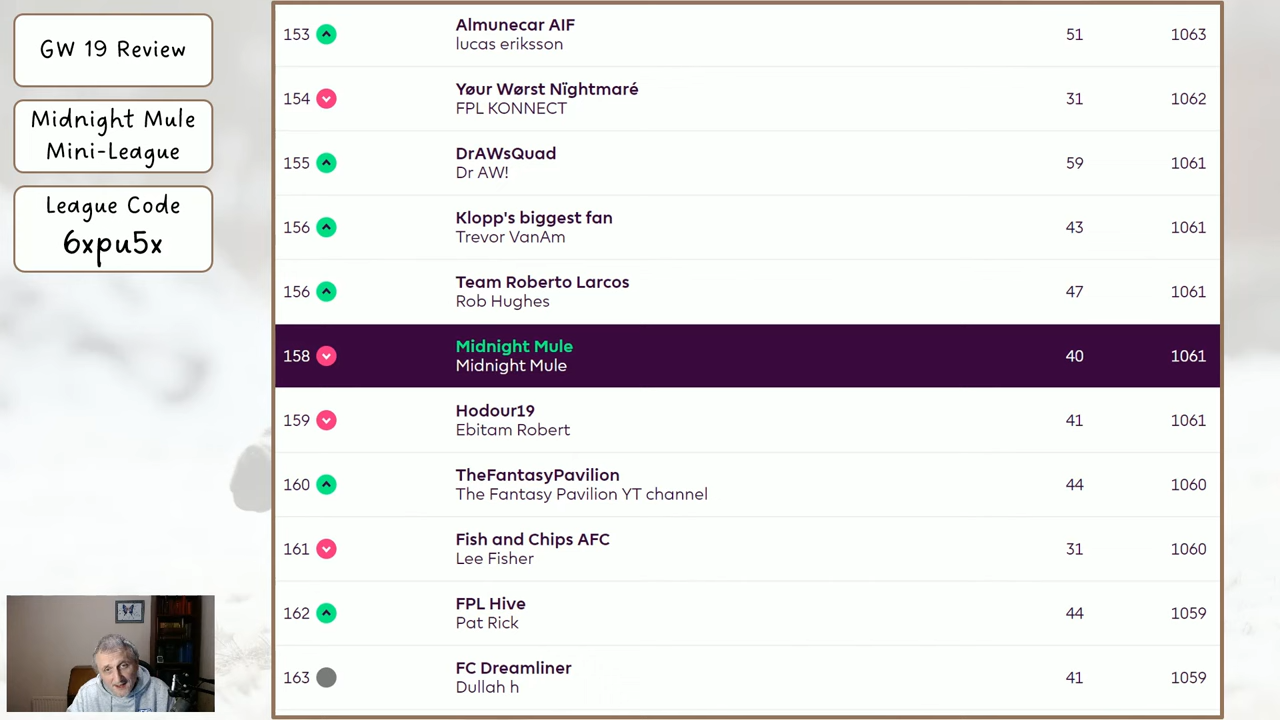 GW 19 Review
Midnight Mule
Mini-League
League Code
6xpu5x
153 Almunecar AIF 51 1063
lucas eriksson
154 Yøur Wørst Nïghtmaré 31 1062
FPL KONNECT
155 DrAWsQuad 59 1061
Dr AW!
156 Klopp's biggest fan 43 1061
Trevor VanAm
156 Team Roberto Larcos 47 1061
Rob Hughes
158 Midnight Mule 40 1061
Midnight Mule
159 Hodour19 41 1061
Ebitam Robert
160 TheFantasyPavilion 44 1060
The Fantasy Pavilion YT channel
161 Fish and Chips AFC 31 1060
Lee Fisher
162 FPL Hive 44 1059
Pat Rick
163 FC Dreamliner 41 1059
Dullah h